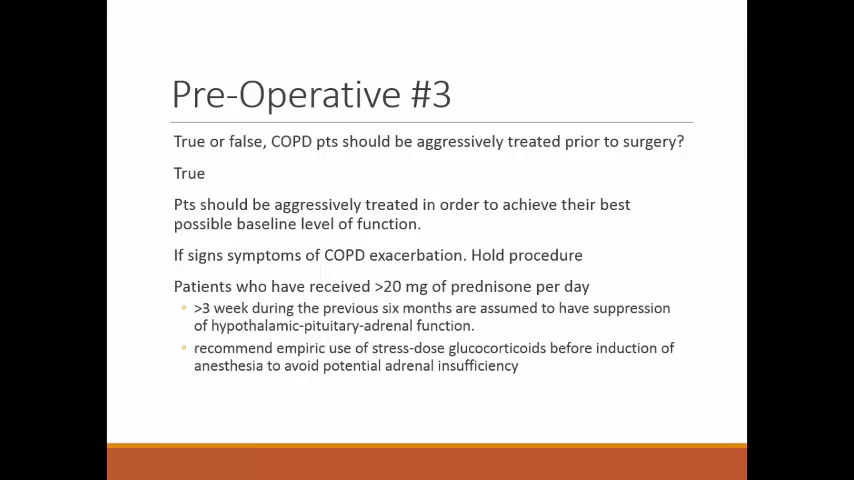 Pre-Operative #3
True or false, COPD pts should be aggressively treated prior to surgery?
True
Pts should be aggressively treated in order to achieve their best
possible baseline level of function.
If signs symptoms of COPD exacerbation. Hold procedure
Patients who have received >20 mg of prednisone per day
>3 week during the previous six months are assumed to have suppression
of hypothalamic-pituitary-adrenal function.
recommend empiric use of stress-dose glucocorticoids before induction of
anesthesia to avoid potential adrenal insufficiency